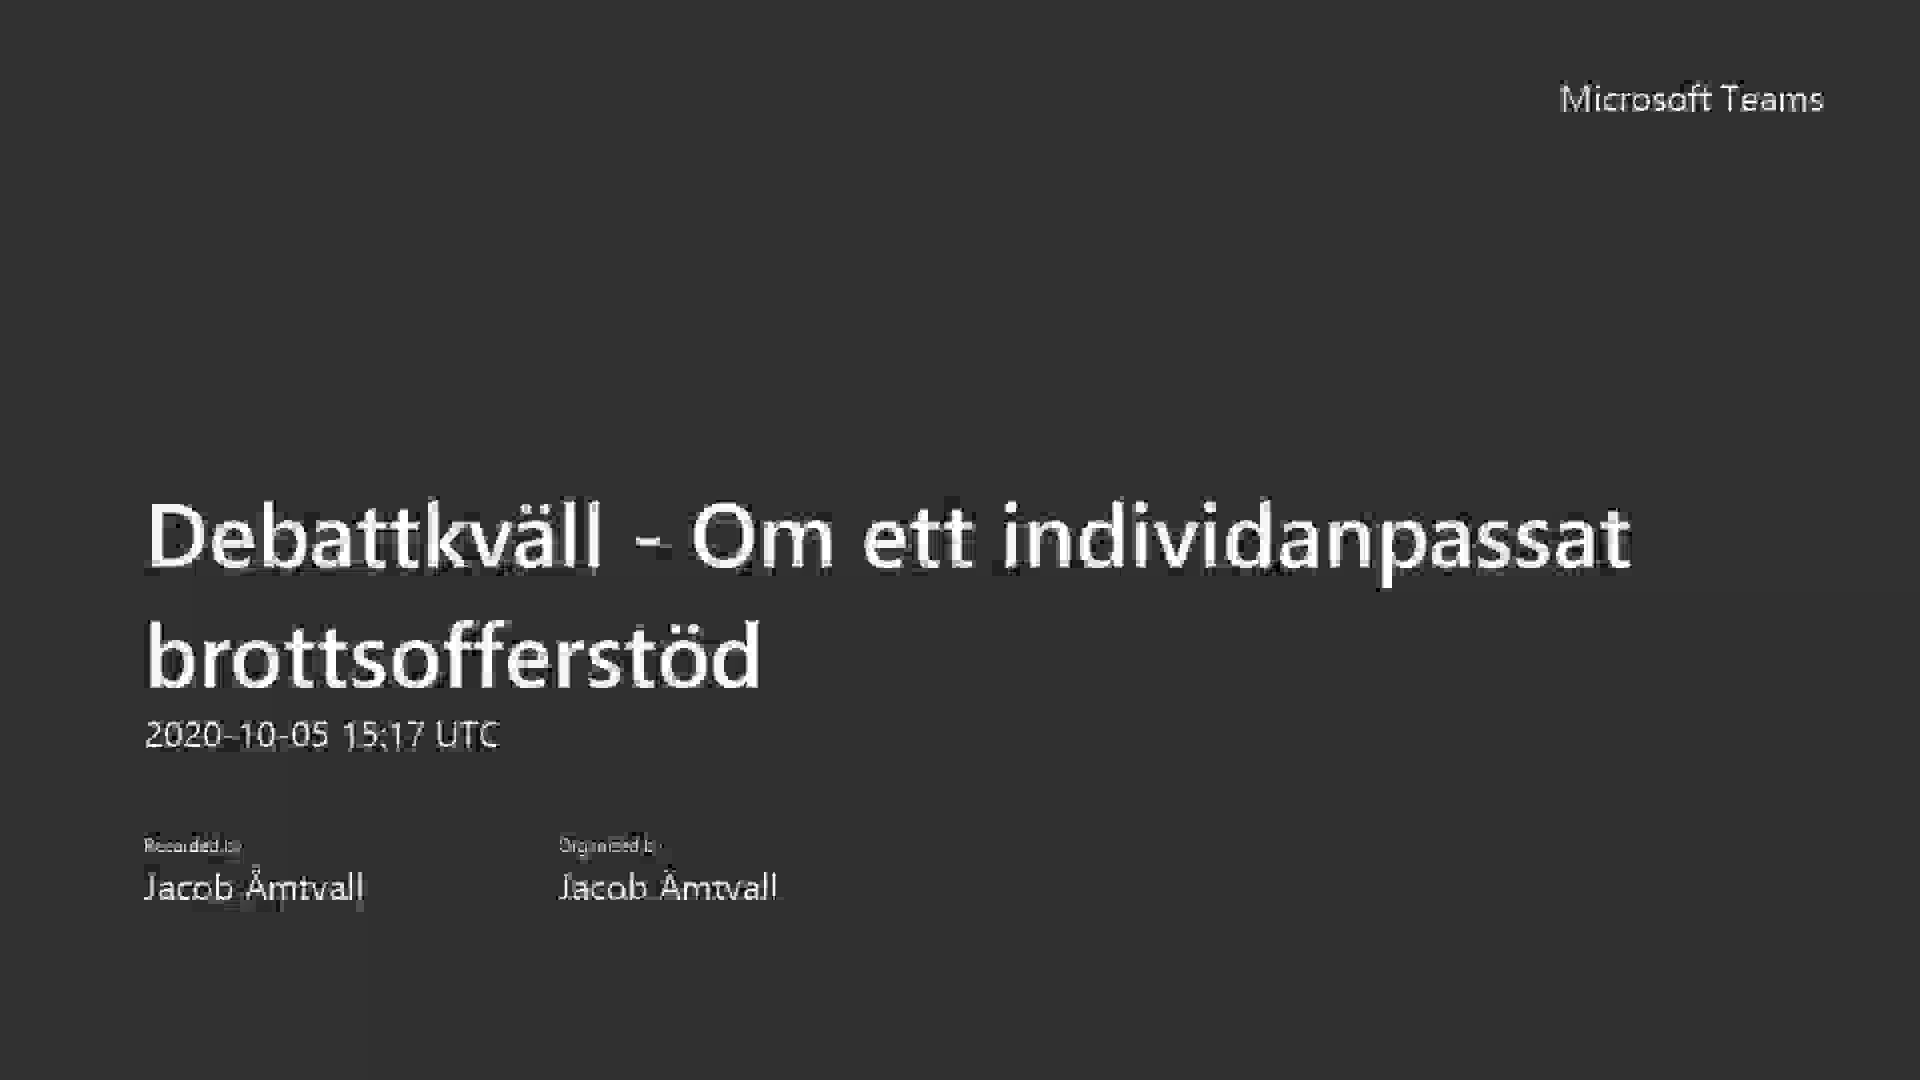 Microsoft Teams
Debattkväll - Om ett individanpassat
brottsofferstöd
2020-10-05 15:17 UTC
Recorded by
Organized by
Jacob Åmtvall
Jacob Åmtvall